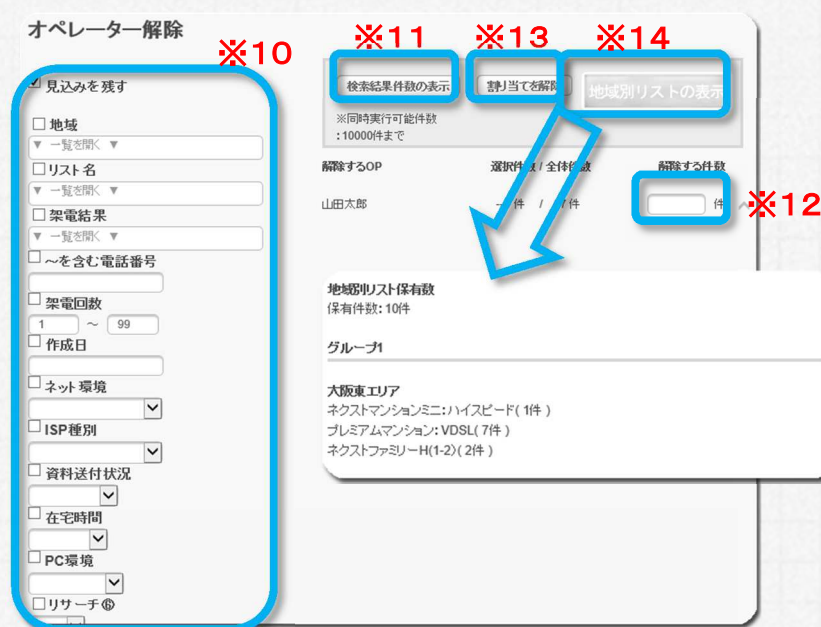 オペレーター解除
※10
見込みを残す
地域
▼ 一覧を開く ▼
リスト名
▼ 一覧を開く ▼
架電結果
▼ 一覧を開く ▼
～を含む電話番号
架電回数
1 ～ 99
作成日
ネット環境
ISP種別
資料送付状況
在宅時間
PC環境
リサーチ⑥
※11 ※13 ※14
検索結果件数の表示 割り当てを解除 地域別リストの表示
※同時実行可能件数
:10000件まで
解除するOP 選択件数 / 全体件数 解除する件数
山田太郎 件 / 件 件
※12
地域別リスト保有数
保有件数: 10件
グループ1
大阪東エリア
ネクストマンションミニ:ハイスピード( 1件 )
プレミアムマンション: VDSL( 7件 )
ネクストファミリーH(1-2)( 2件 )